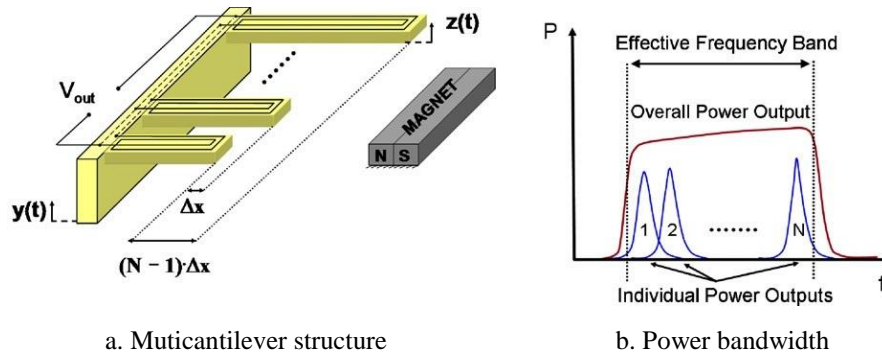 z(t)
V out
MAGNET
N S
y(t)
Δx
(N − 1)·Δx
P
Effective Frequency Band
Overall Power Output
1 2 ....... N
f
Individual Power Outputs
a. Muticantilever structure
b. Power bandwidth